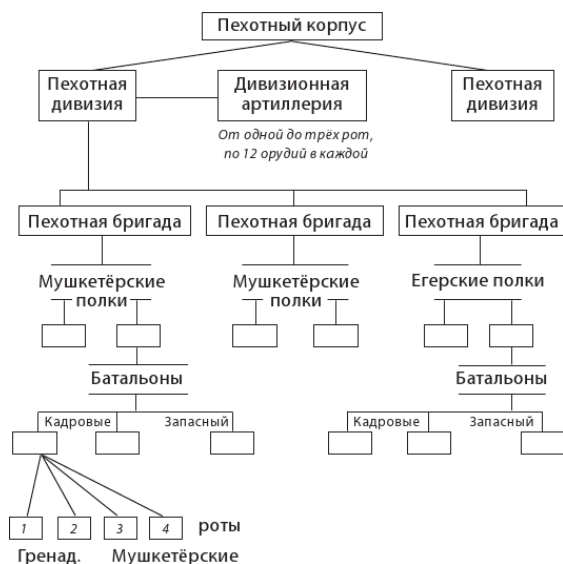 Пехотный корпус
Пехотная
дивизия
Дивизионная
артиллерия
Пехотная
дивизия
От одной до трёх рот,
по 12 орудий в каждой
Пехотная бригада
Пехотная бригада
Пехотная бригада
Мушкетёрские
полки
Мушкетёрские
полки
Егерские полки
Батальоны
Батальоны
Кадровые
Запасный
Кадровые
Запасный
1
2
3
4
роты
Гренад.
Мушкетёрские